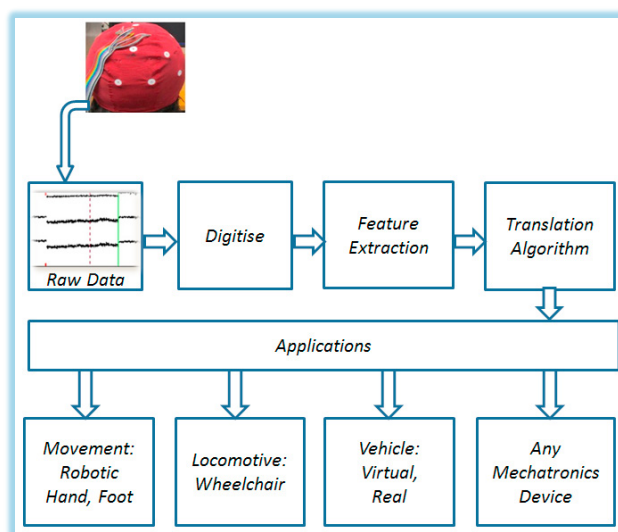 Raw Data
Digitise
Feature
Extraction
Translation
Algorithm
Applications
Movement:
Robotic
Hand, Foot
Locomotive:
Wheelchair
Vehicle:
Virtual,
Real
Any
Mechatronics
Device